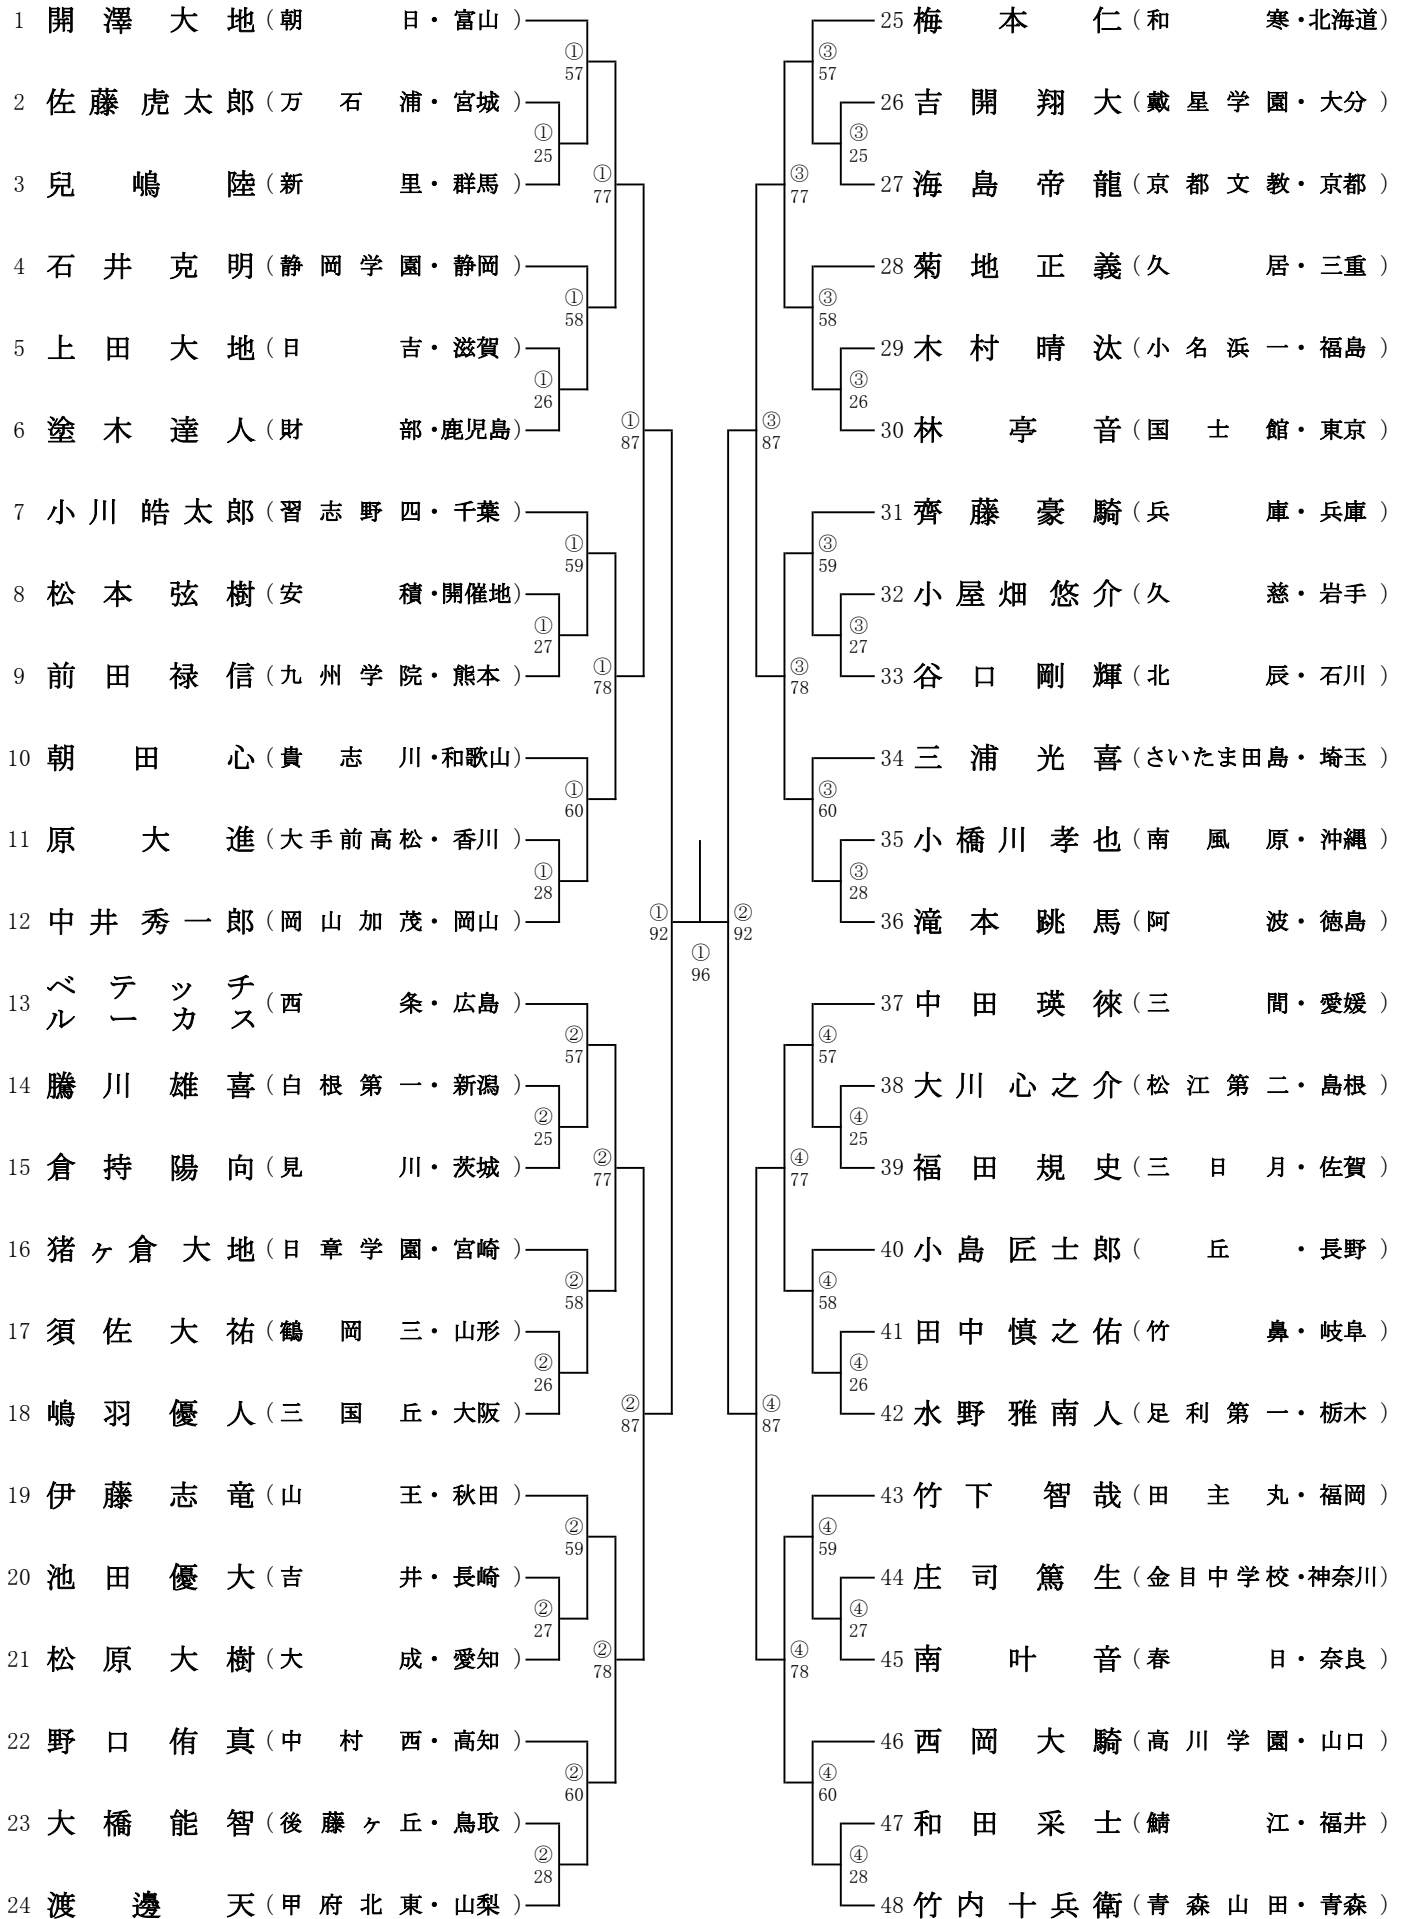 1 開澤大地（朝日・富山）
2 佐藤虎太郎（万石浦・宮城）
3 兒嶋陸（新里・群馬）
4 石井克明（静岡学園・静岡）
5 上田大地（日吉・滋賀）
6 塗木達人（財部・鹿児島）
7 小川皓太郎（習志野四・千葉）
8 松本弦樹（安積・開催地）
9 前田禄信（九州学院・熊本）
10 朝田心（貴志川・和歌山）
11 原大進（大手前高松・香川）
12 中井秀一郎（岡山加茂・岡山）
13 ベテッチルーカス（西条・広島）
14 騰川雄喜（白根第一・新潟）
15 倉持陽向（見川・茨城）
16 猪ヶ倉大地（日章学園・宮崎）
17 須佐大祐（鶴岡三・山形）
18 嶋羽優人（三国丘・大阪）
19 伊藤志竜（山王・秋田）
20 池田優大（吉井・長崎）
21 松原大樹（大成・愛知）
22 野口侑真（中村西・高知）
23 大橋能智（後藤ヶ丘・鳥取）
24 渡邊天（甲府北東・山梨）
①57
①25
①77
①58
①26
①87
①59
①27
①78
①60
①28
①92
②57
②25
②77
②58
②26
②87
②59
②27
②78
②60
②28
①96
②92
25 梅本仁（和寒・北海道）
26 吉開翔大（戴星学園・大分）
27 海島帝龍（京都文教・京都）
28 菊地正義（久居・三重）
29 木村晴汰（小名浜一・福島）
30 林亭音（国士館・東京）
31 齊藤豪騎（兵庫・兵庫）
32 小屋畑悠介（久慈・岩手）
33 谷口剛輝（北辰・石川）
34 三浦光喜（さいたま田島・埼玉）
35 小橋川孝也（南風原・沖縄）
36 滝本跳馬（阿波・徳島）
37 中田瑛徠（三間・愛媛）
38 大川心之介（松江第二・島根）
39 福田規史（三日月・佐賀）
40 小島匠士郎（丘・長野）
41 田中慎之佑（竹鼻・岐阜）
42 水野雅南人（足利第一・栃木）
43 竹下智哉（田主丸・福岡）
44 庄司篤生（金目中学校・神奈川）
45 南叶音（春日・奈良）
46 西岡大騎（高川学園・山口）
47 和田采士（鯖江・福井）
48 竹内十兵衛（青森山田・青森）
③57
③25
③77
③58
③26
③87
③59
③27
③78
③60
③28
④57
④25
④77
④58
④26
④87
④59
④27
④78
④60
④28